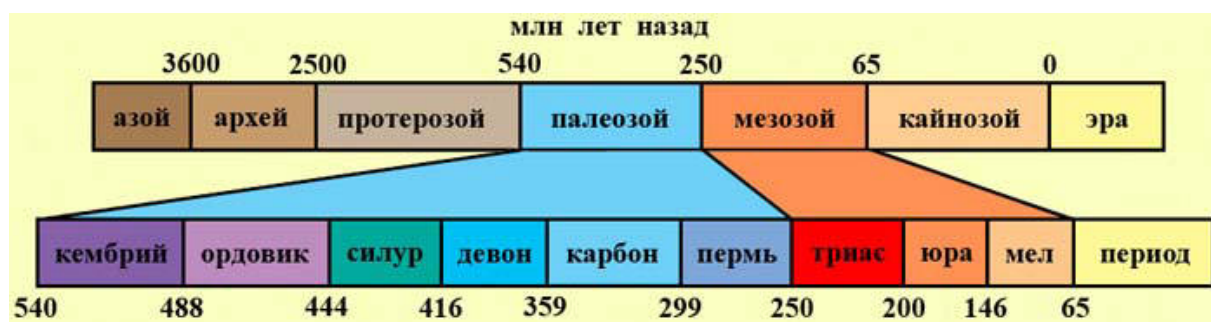 млн лет назад
3600 2500 540 250 65 0
азой архей протерозой палеозой мезозой кайнозой эра
кембрий ордовик силур девон карбон пермь триас юра мел период
540 488 444 416 359 299 250 200 146 65